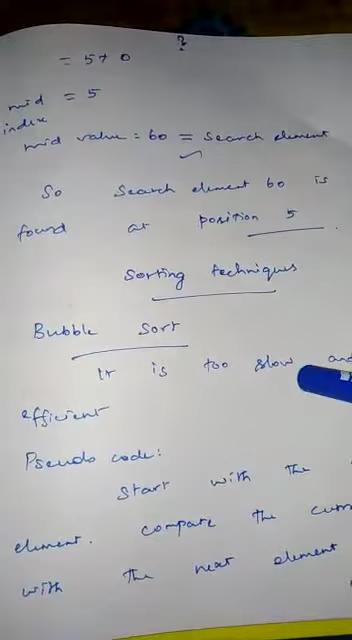 ?
= 5+ 0
mid = 5
index
mid value = 60 = search element
So search element 60 is
found at position 5.
Sorting techniques
Bubble Sort
It is too slow and
efficient
Pseudo code:
Start with the
element. Compare the curr
with the next element